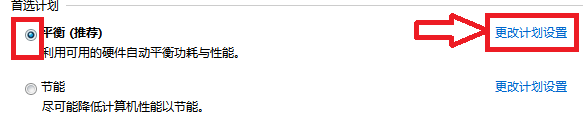 首选计划
平衡 (推荐) 更改计划设置
利用可用的硬件自动平衡功耗与性能。
节能 更改计划设置
尽可能降低计算机性能以节能。